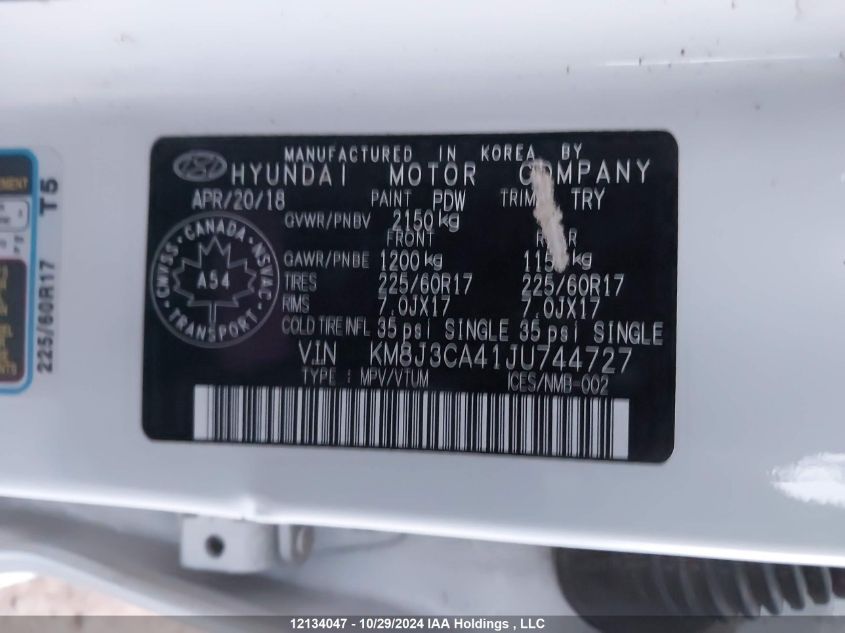 MANUFACTURED IN KOREA BY
HYUNDAI MOTOR COMPANY
APR/20/18 PAINT PDW TRIM TRY
GVWR/PNBV 2150 kg
FRONT
GAWR/PNBE 1200 kg kg
TIRES 225/60R17 225/60R17
RIMS 7.0JX17 7.0JX17
COLD TIRE INFL 35 psi SINGLE 35 psi SINGLE
VIN KM8J3CA41JU744727
TYPE : MPV/VTUM ICES/NMB-002
CMVSS · CANADA · NSVAC
A54
TRANSPORT
225/60R17 T5
12134047 - 10/29/2024 IAA Holdings , LLC